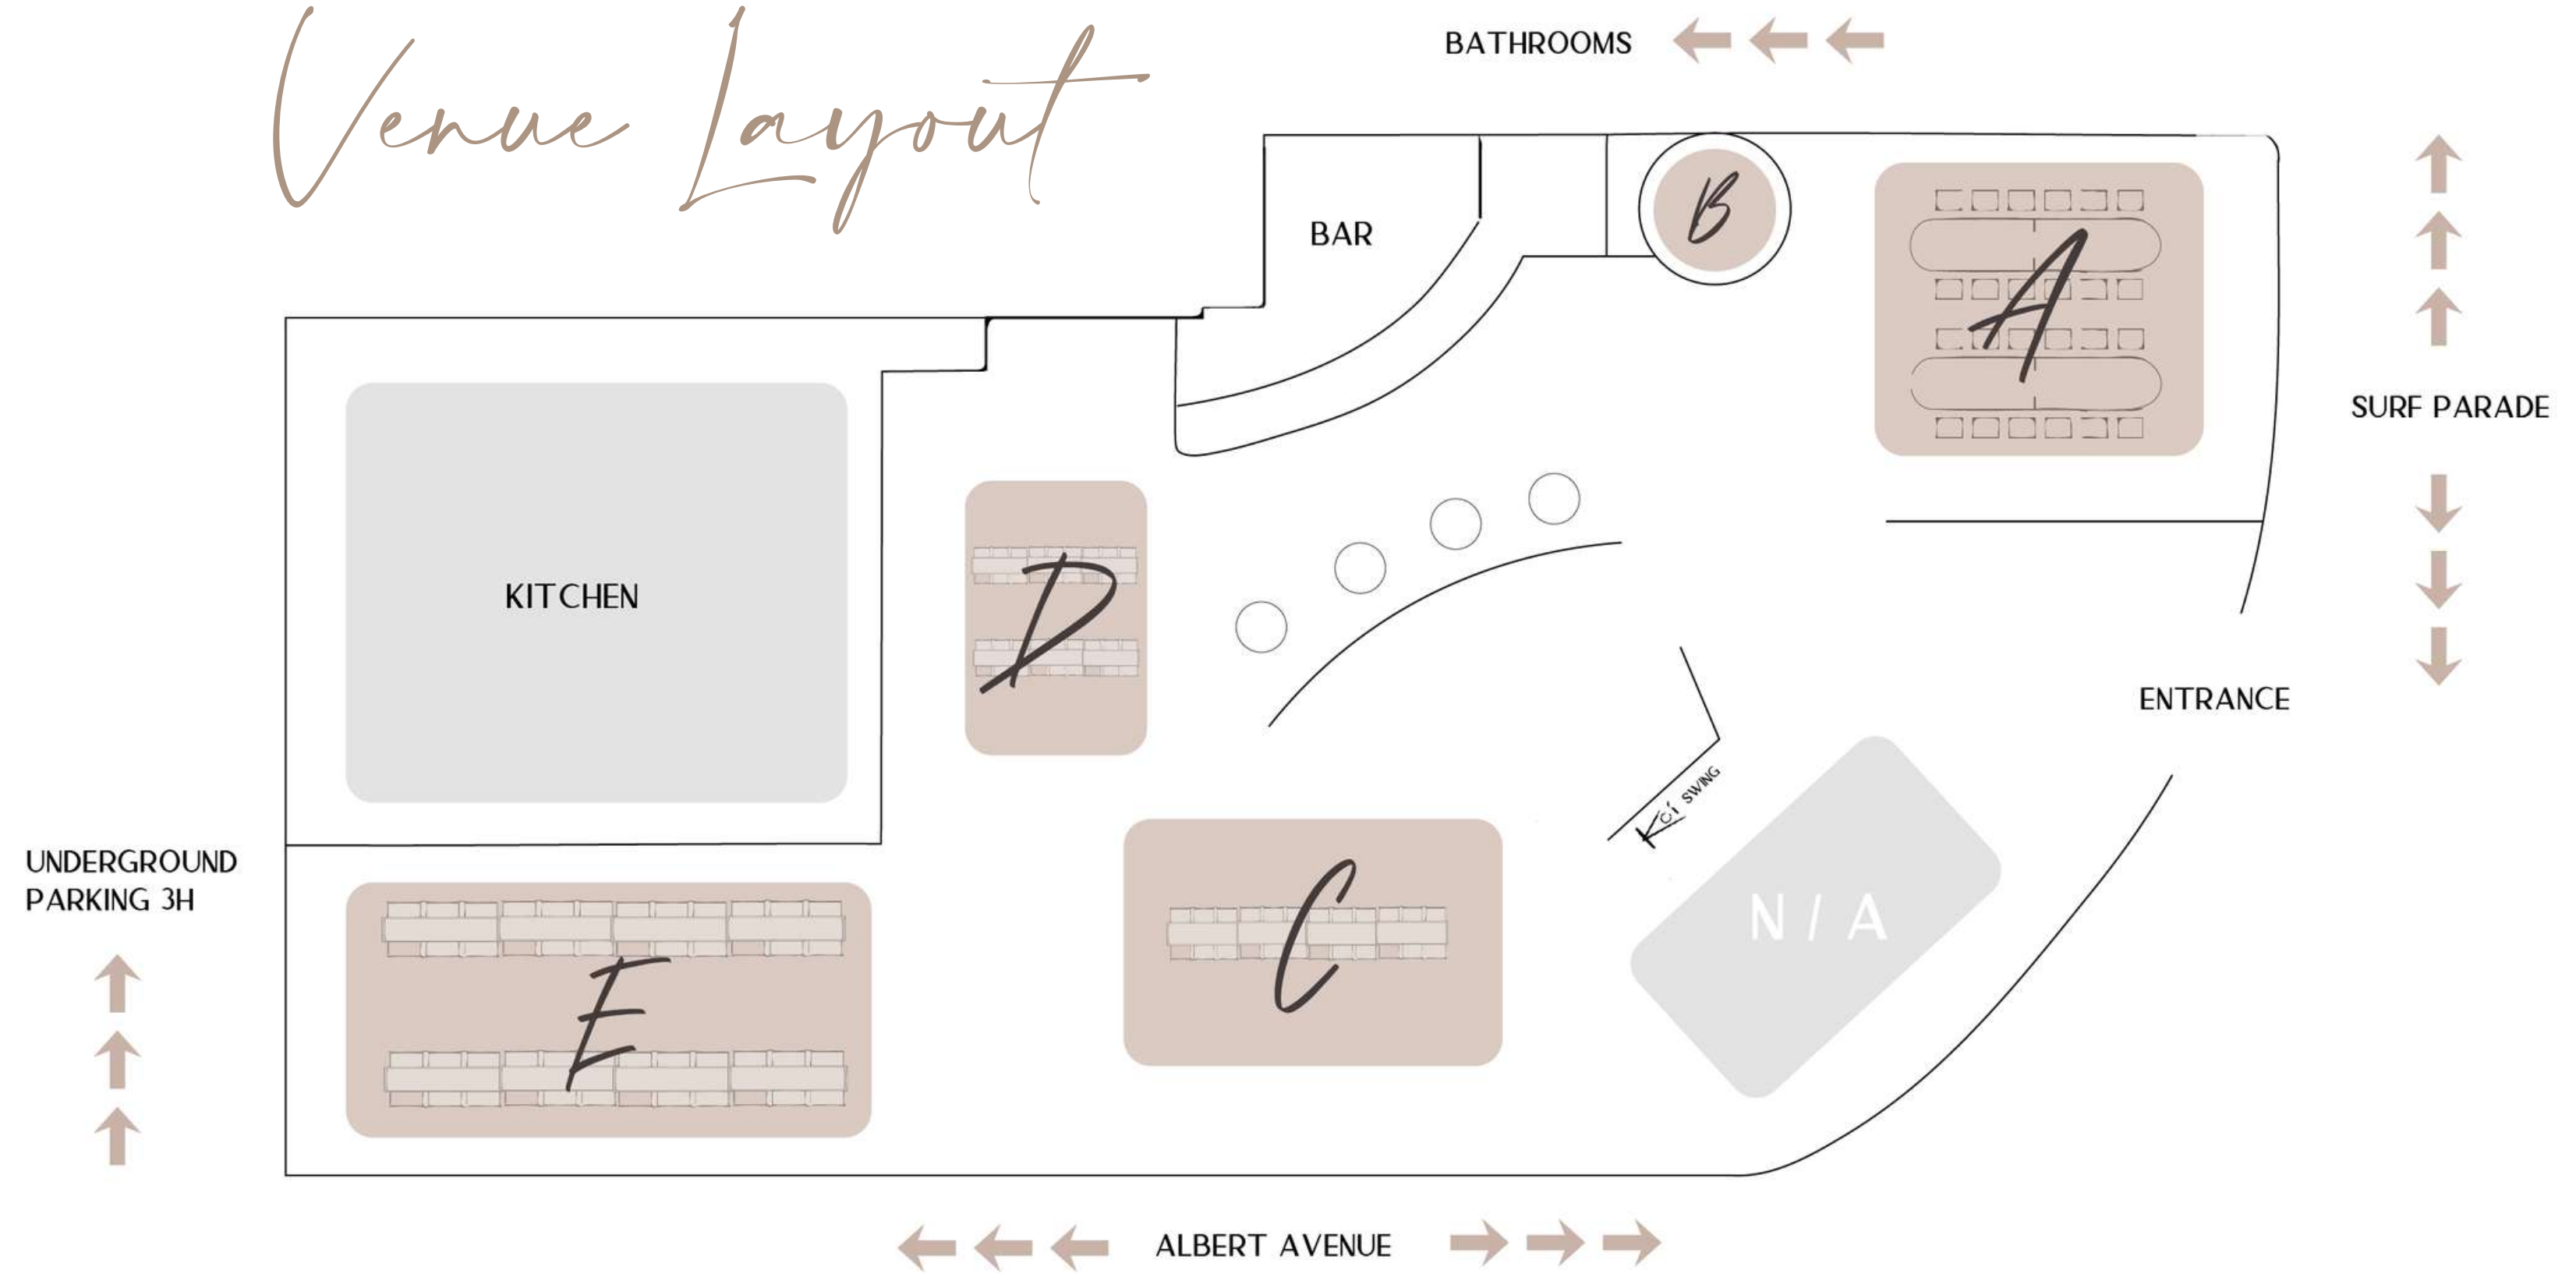 Venue Layout
BATHROOMS
BAR
B
A
SURF PARADE
KITCHEN
D
ENTRANCE
Koi SWING
UNDERGROUND
PARKING 3H
E
C
N / A
ALBERT AVENUE